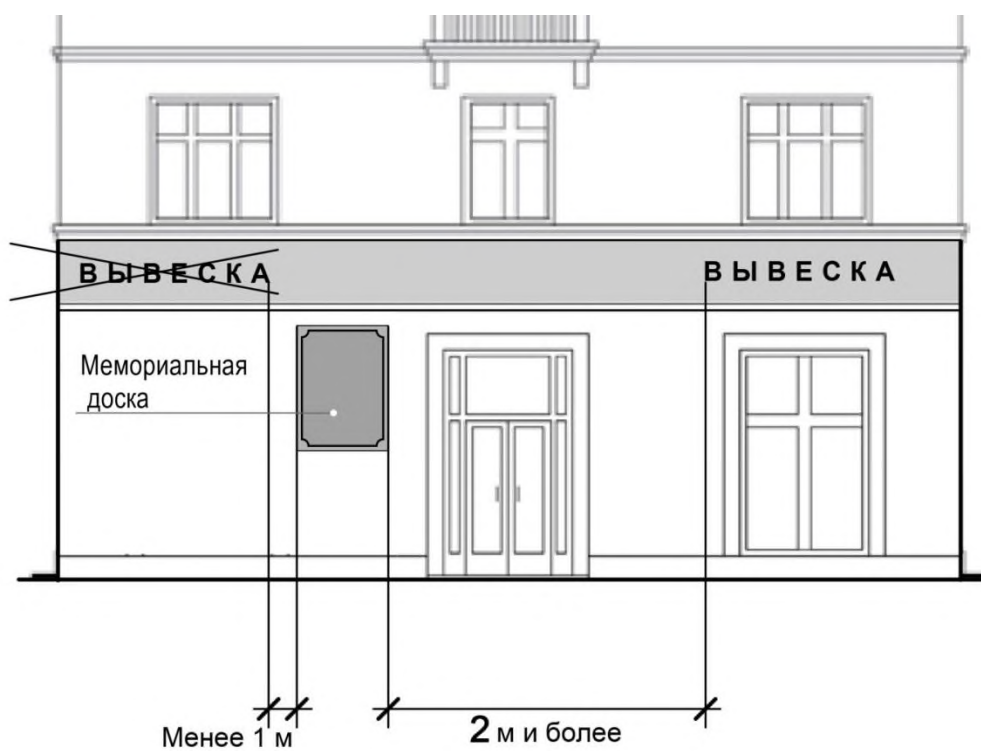 ВЫВЕСКА
ВЫВЕСКА
Мемориальная
доска
Менее 1 м
2 м и более